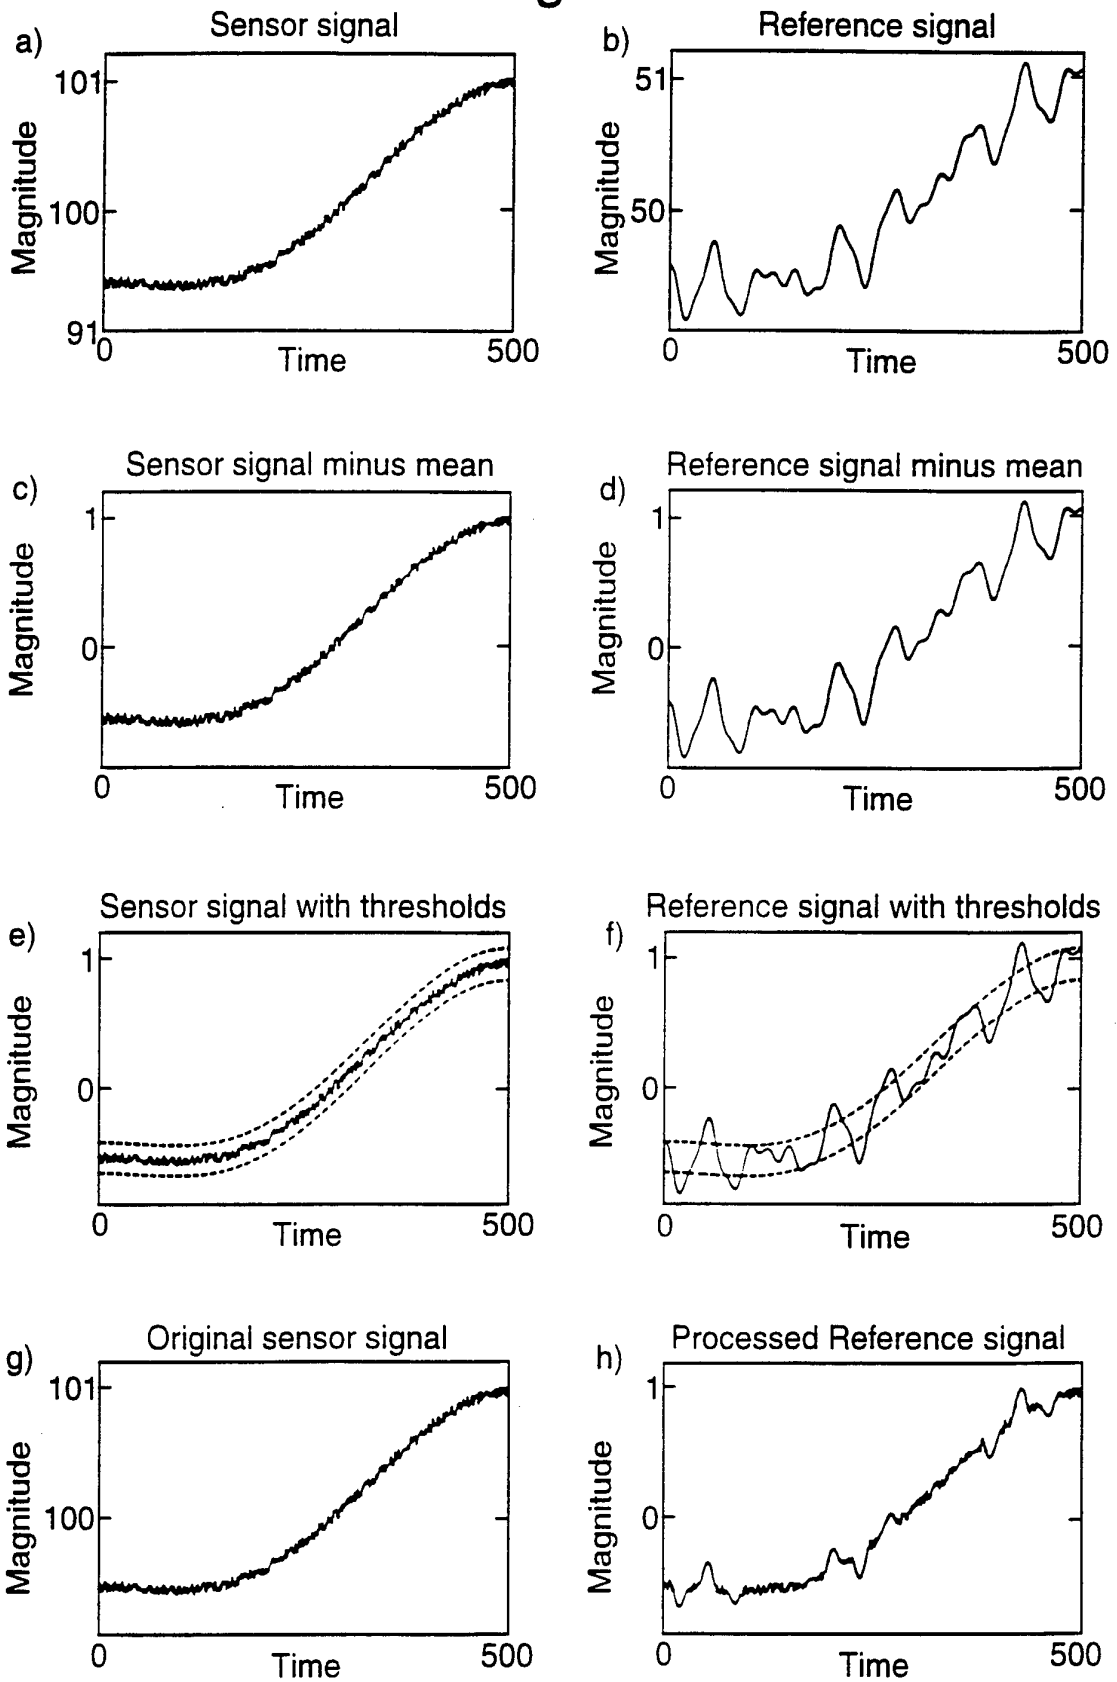 a)
Sensor signal
101
100
91
Magnitude
0
Time
500
b)
Reference signal
51
50
Magnitude
0
Time
500
c)
Sensor signal minus mean
1
0
Magnitude
0
Time
500
d)
Reference signal minus mean
1
0
Magnitude
0
Time
500
e)
Sensor signal with thresholds
1
0
Magnitude
0
Time
500
f)
Reference signal with thresholds
1
0
Magnitude
0
Time
500
g)
Original sensor signal
101
100
Magnitude
0
Time
500
h)
Processed Reference signal
1
0
Magnitude
0
Time
500